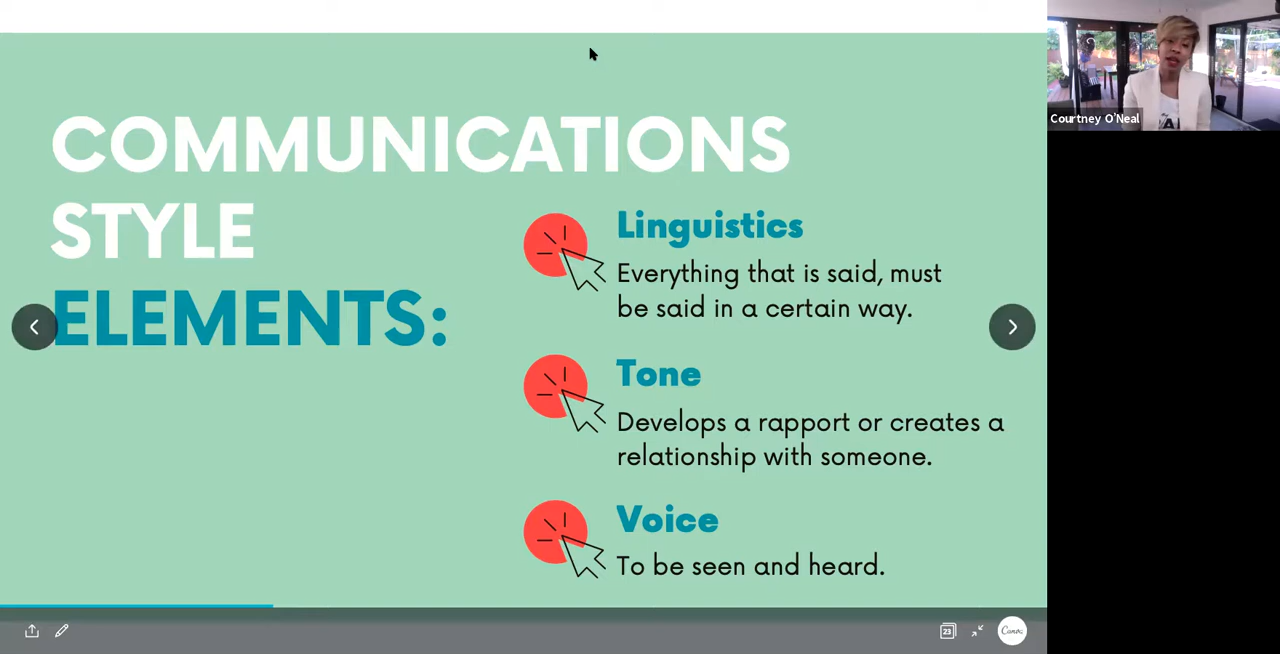 COMMUNICATIONS
STYLE
ELEMENTS:
Linguistics
Everything that is said, must
be said in a certain way.
Tone
Develops a rapport or creates a
relationship with someone.
Voice
To be seen and heard.
Courtney O'Neal
23
Canva